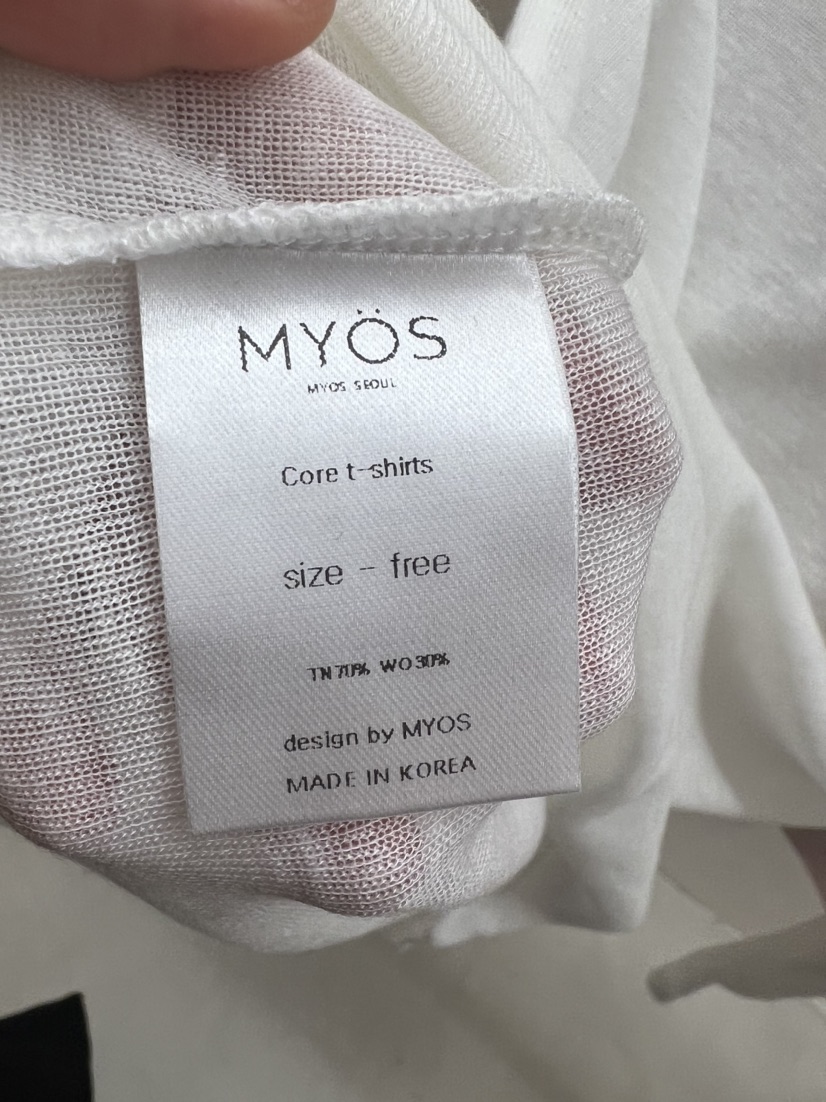 MYÖS
MYOS SEOUL
Core t-shirts
size - free
TN 70% WO 30%
design by MYOS
MADE IN KOREA